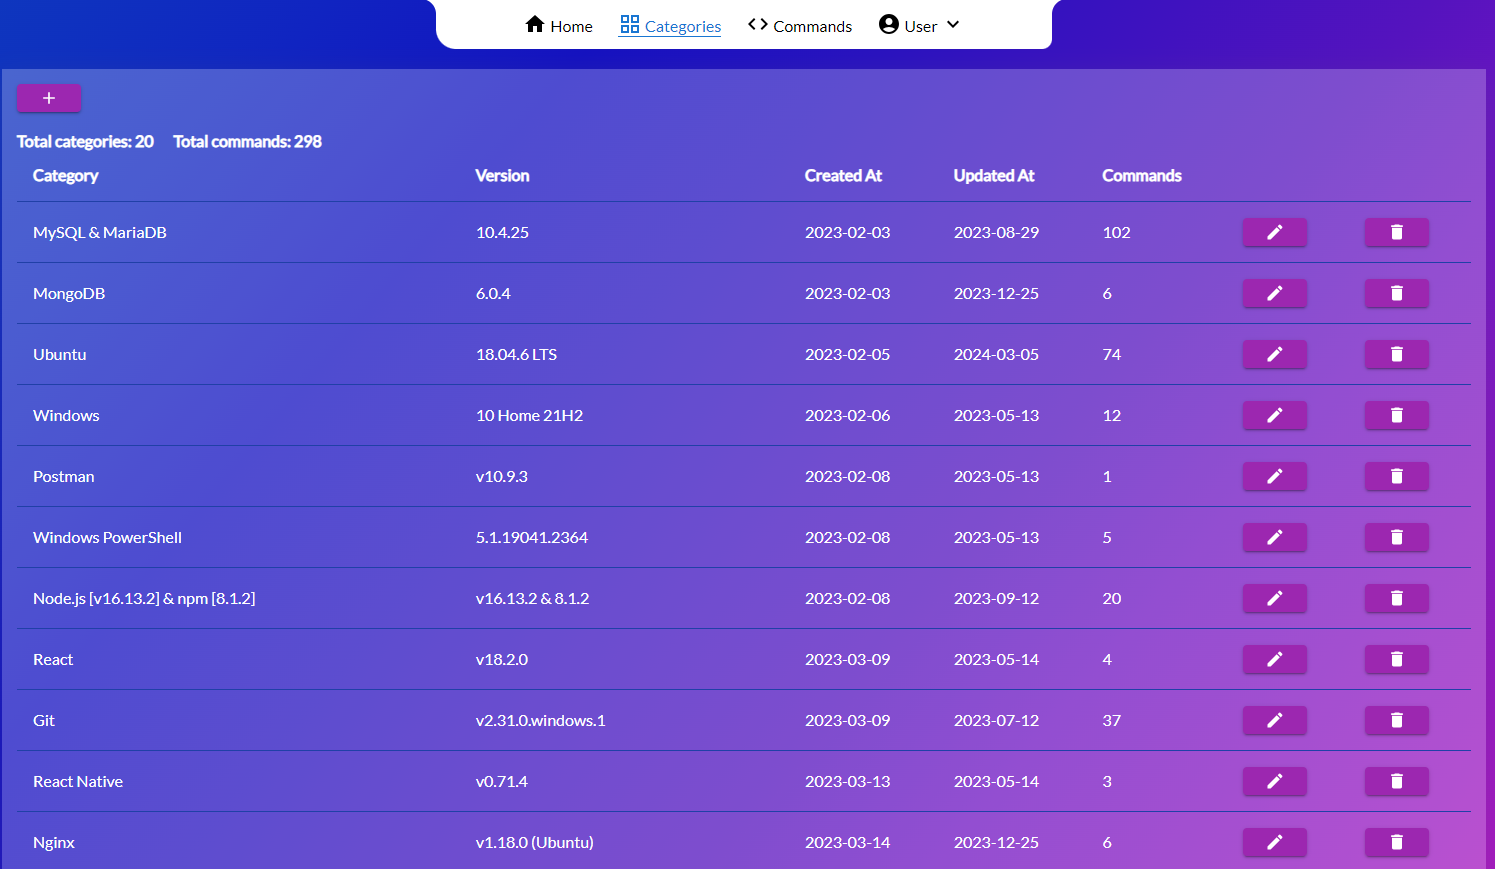 Home Categories Commands User
Total categories: 20 Total commands: 298
Category Version Created At Updated At Commands
MySQL & MariaDB 10.4.25 2023-02-03 2023-08-29 102
MongoDB 6.0.4 2023-02-03 2023-12-25 6
Ubuntu 18.04.6 LTS 2023-02-05 2024-03-05 74
Windows 10 Home 21H2 2023-02-06 2023-05-13 12
Postman v10.9.3 2023-02-08 2023-05-13 1
Windows PowerShell 5.1.19041.2364 2023-02-08 2023-05-13 5
Node.js [v16.13.2] & npm [8.1.2] v16.13.2 & 8.1.2 2023-02-08 2023-09-12 20
React v18.2.0 2023-03-09 2023-05-14 4
Git v2.31.0.windows.1 2023-03-09 2023-07-12 37
React Native v0.71.4 2023-03-13 2023-05-14 3
Nginx v1.18.0 (Ubuntu) 2023-03-14 2023-12-25 6